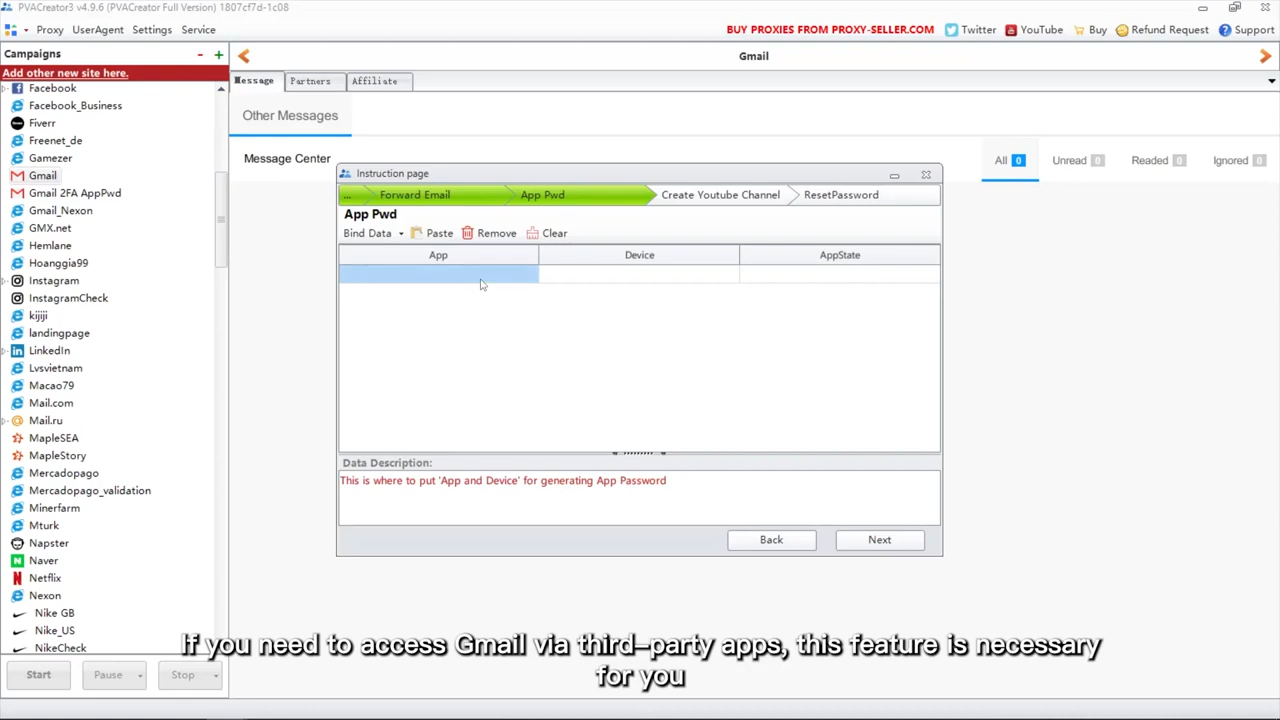 PVACreator3 v4.9.6 (PVACreator Full Version) 1807cf7d-1c08
Proxy UserAgent Settings Service
BUY PROXIES FROM PROXY-SELLER.COM Twitter YouTube Buy Refund Request Support
Campaigns - +
Gmail
Add other new site here.
Message Partners Affiliate
Facebook
Facebook_Business
Fiverr
Freenet_de
Gamezer
Gmail
Gmail 2FA AppPwd
Gmail_Nexon
GMX.net
Hemlane
Hoanggia99
Instagram
InstagramCheck
kijiji
landingpage
LinkedIn
Lvsvietnam
Macao79
Mail.com
Mail.ru
MapleSEA
MapleStory
Mercadopago
Mercadopago_validation
Minerfarm
Mturk
Napster
Naver
Netflix
Nexon
Nike GB
Nike_US
NikeCheck
Start Pause Stop
Other Messages
Message Center
All 0 Unread 0 Readed 0 Ignored 0
Instruction page
... Forward Email App Pwd Create Youtube Channel ResetPassword
App Pwd
Bind Data Paste Remove Clear
App Device AppState
Data Description:
This is where to put 'App and Device' for generating App Password
Back Next
If you need to access Gmail via third-party apps, this feature is necessary
for you